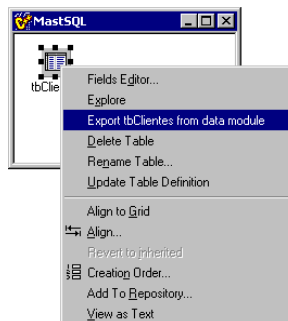 MastSQL
tbClie
Fields Editor...
Explore
Export tbClientes from data module
Delete Table
Rename Table...
Update Table Definition
Align to Grid
Align...
Revert to inherited
Creation Order...
Add To Repository...
View as Text